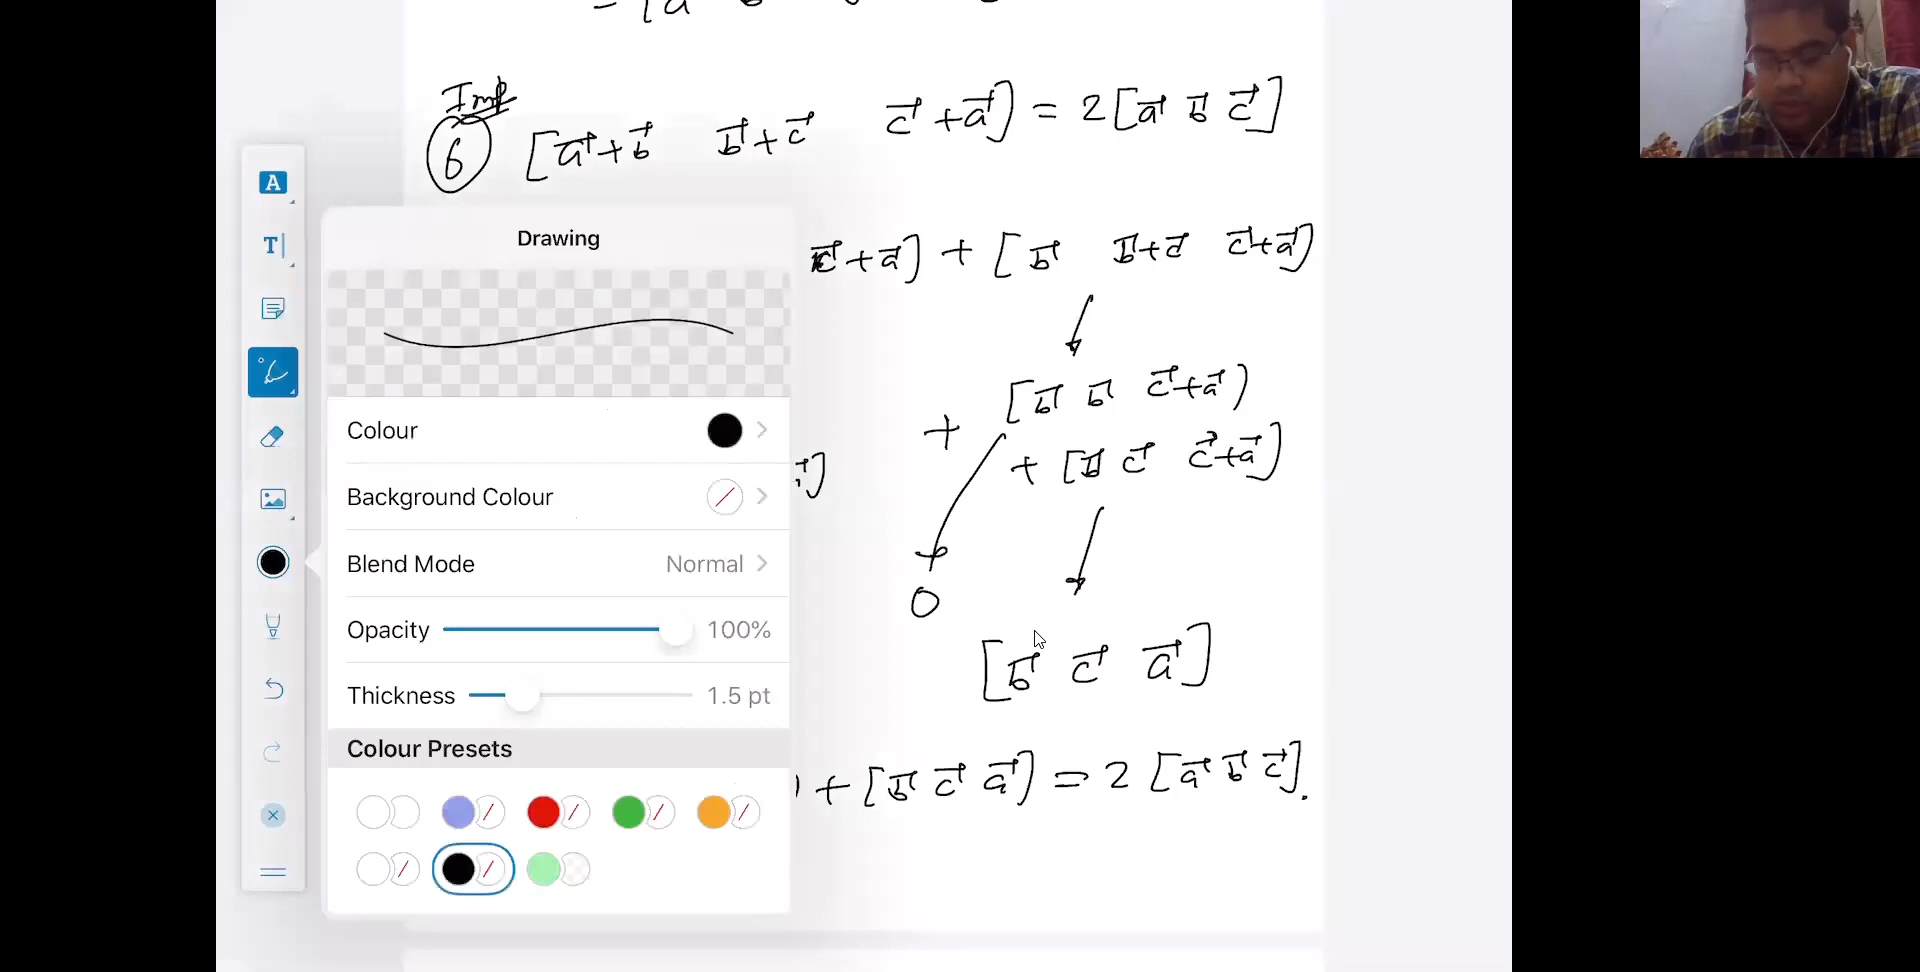 Imp
⑥ [a⃗+b⃗ b⃗+c⃗ c⃗+a⃗] = 2[a⃗ b⃗ c⃗]
A
T
Drawing
c⃗+a⃗] + [b⃗ b⃗+c⃗ c⃗+a⃗]
+ [b⃗ b⃗ c⃗+a⃗)
+ [b⃗ c⃗ c⃗+a⃗]
0
[b⃗ c⃗ a⃗]
+ [b⃗ c⃗ a⃗] = 2 [a⃗ b⃗ c⃗].
Colour
Background Colour
Blend Mode Normal
Opacity 100%
Thickness 1.5 pt
Colour Presets